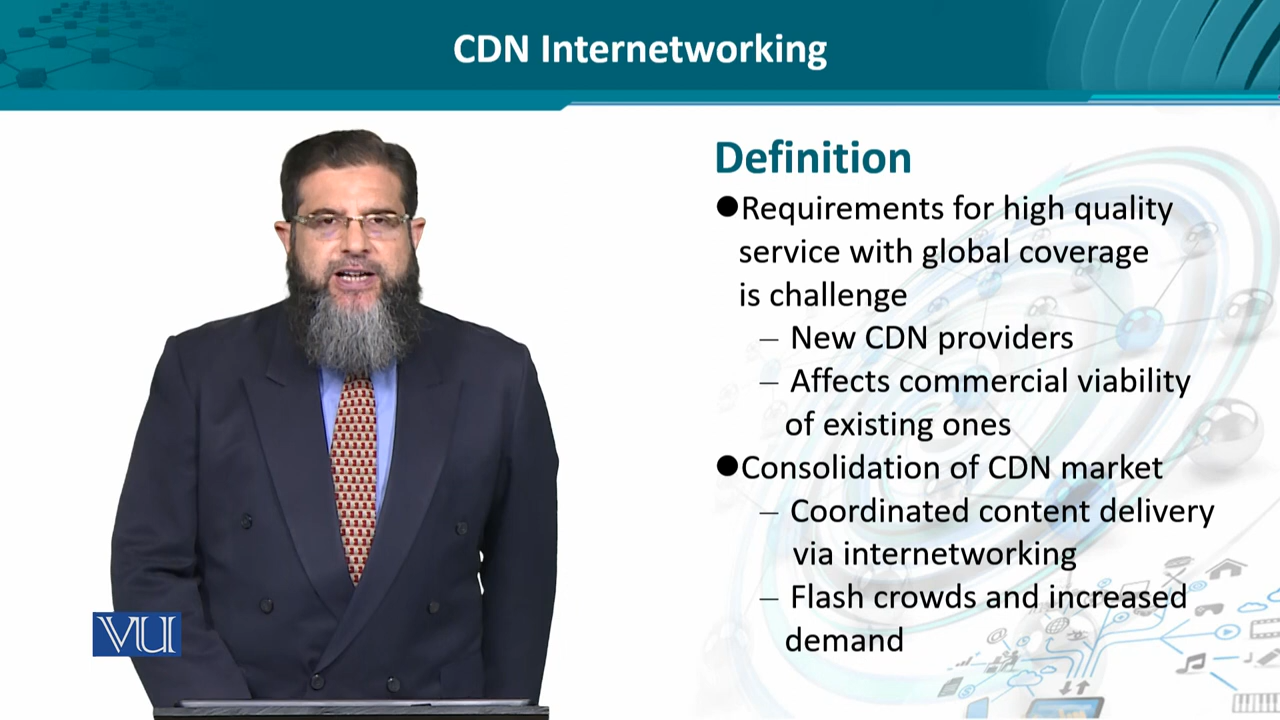 CDN Internetworking
Definition
●Requirements for high quality
service with global coverage
is challenge
– New CDN providers
– Affects commercial viability
of existing ones
●Consolidation of CDN market
– Coordinated content delivery
via internetworking
– Flash crowds and increased
demand
VU